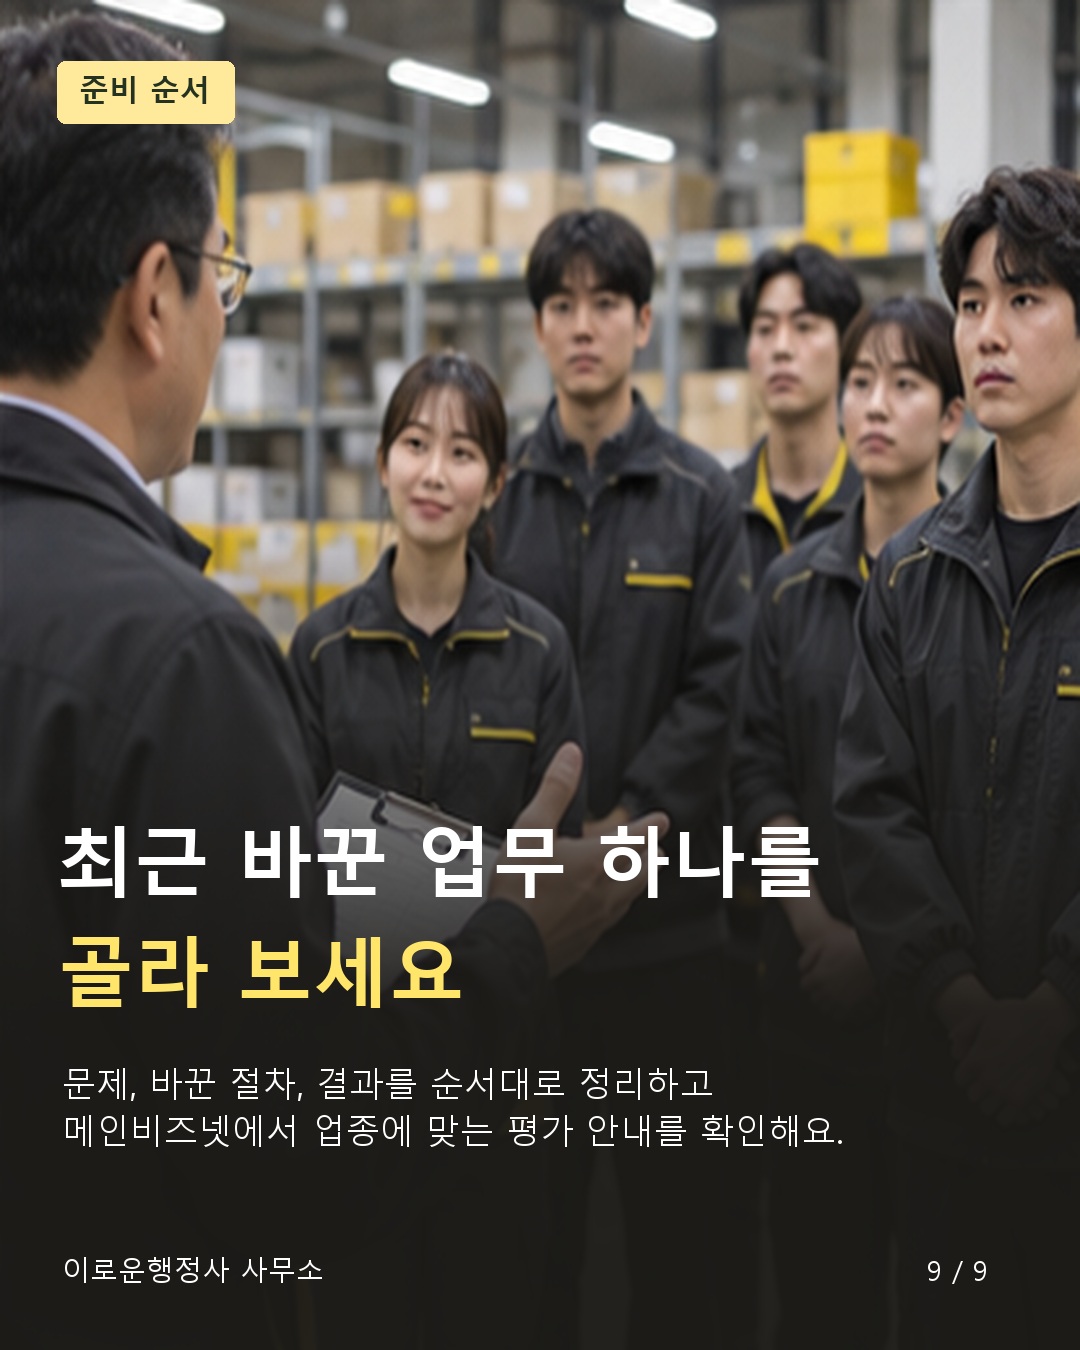 준비 순서
최근 바꾼 업무 하나를
골라 보세요
문제, 바꾼 절차, 결과를 순서대로 정리하고
메인비즈넷에서 업종에 맞는 평가 안내를 확인해요.
이로운행정사 사무소
9 / 9